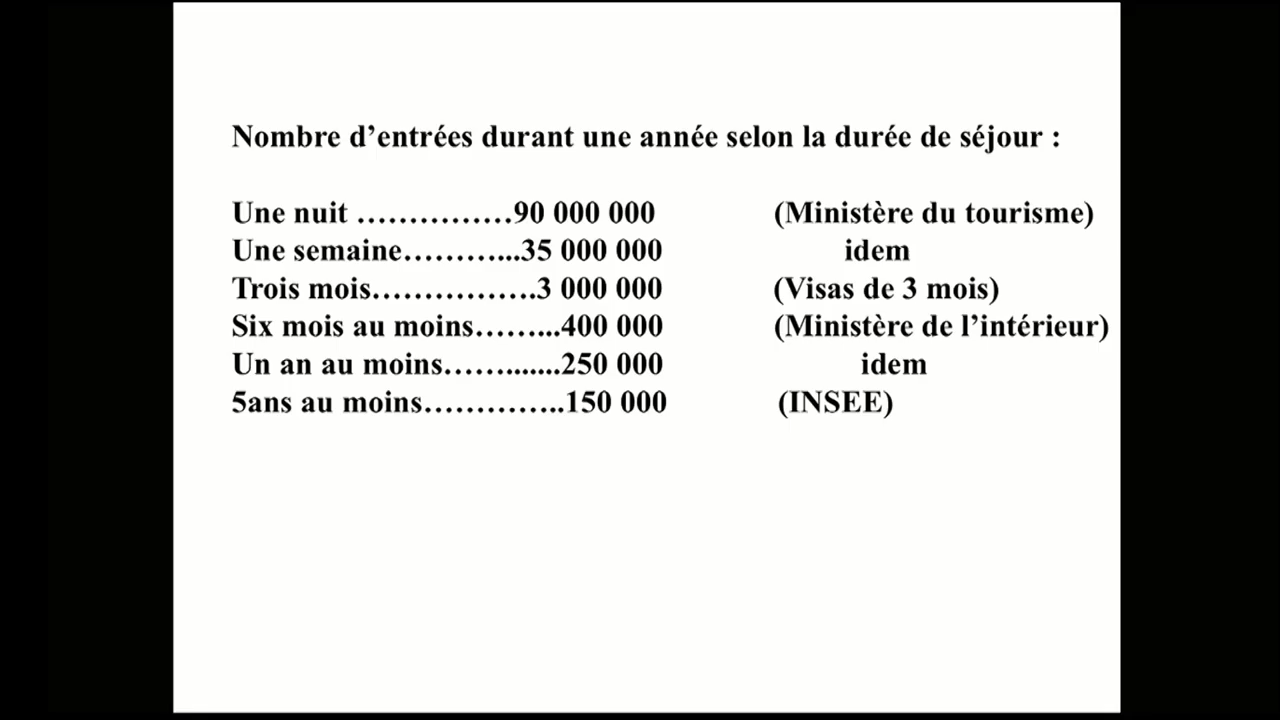 Nombre d’entrées durant une année selon la durée de séjour :
Une nuit ……………90 000 000 (Ministère du tourisme)
Une semaine………...35 000 000 idem
Trois mois…………….3 000 000 (Visas de 3 mois)
Six mois au moins……...400 000 (Ministère de l’intérieur)
Un an au moins…….......250 000 idem
5ans au moins…………..150 000 (INSEE)